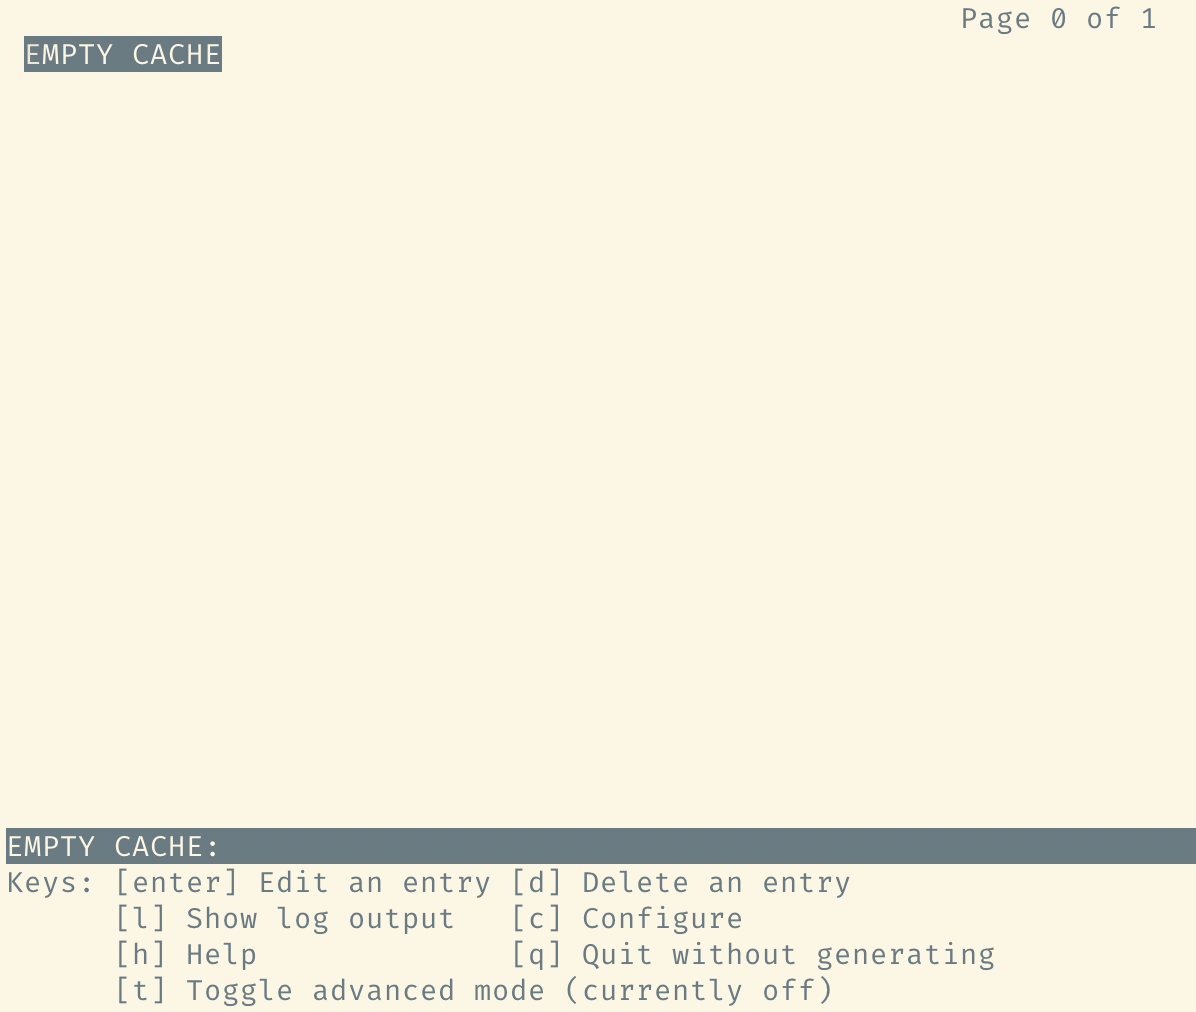 Page 0 of 1
EMPTY CACHE
EMPTY CACHE:
Keys: [enter] Edit an entry [d] Delete an entry
[l] Show log output [c] Configure
[h] Help [q] Quit without generating
[t] Toggle advanced mode (currently off)